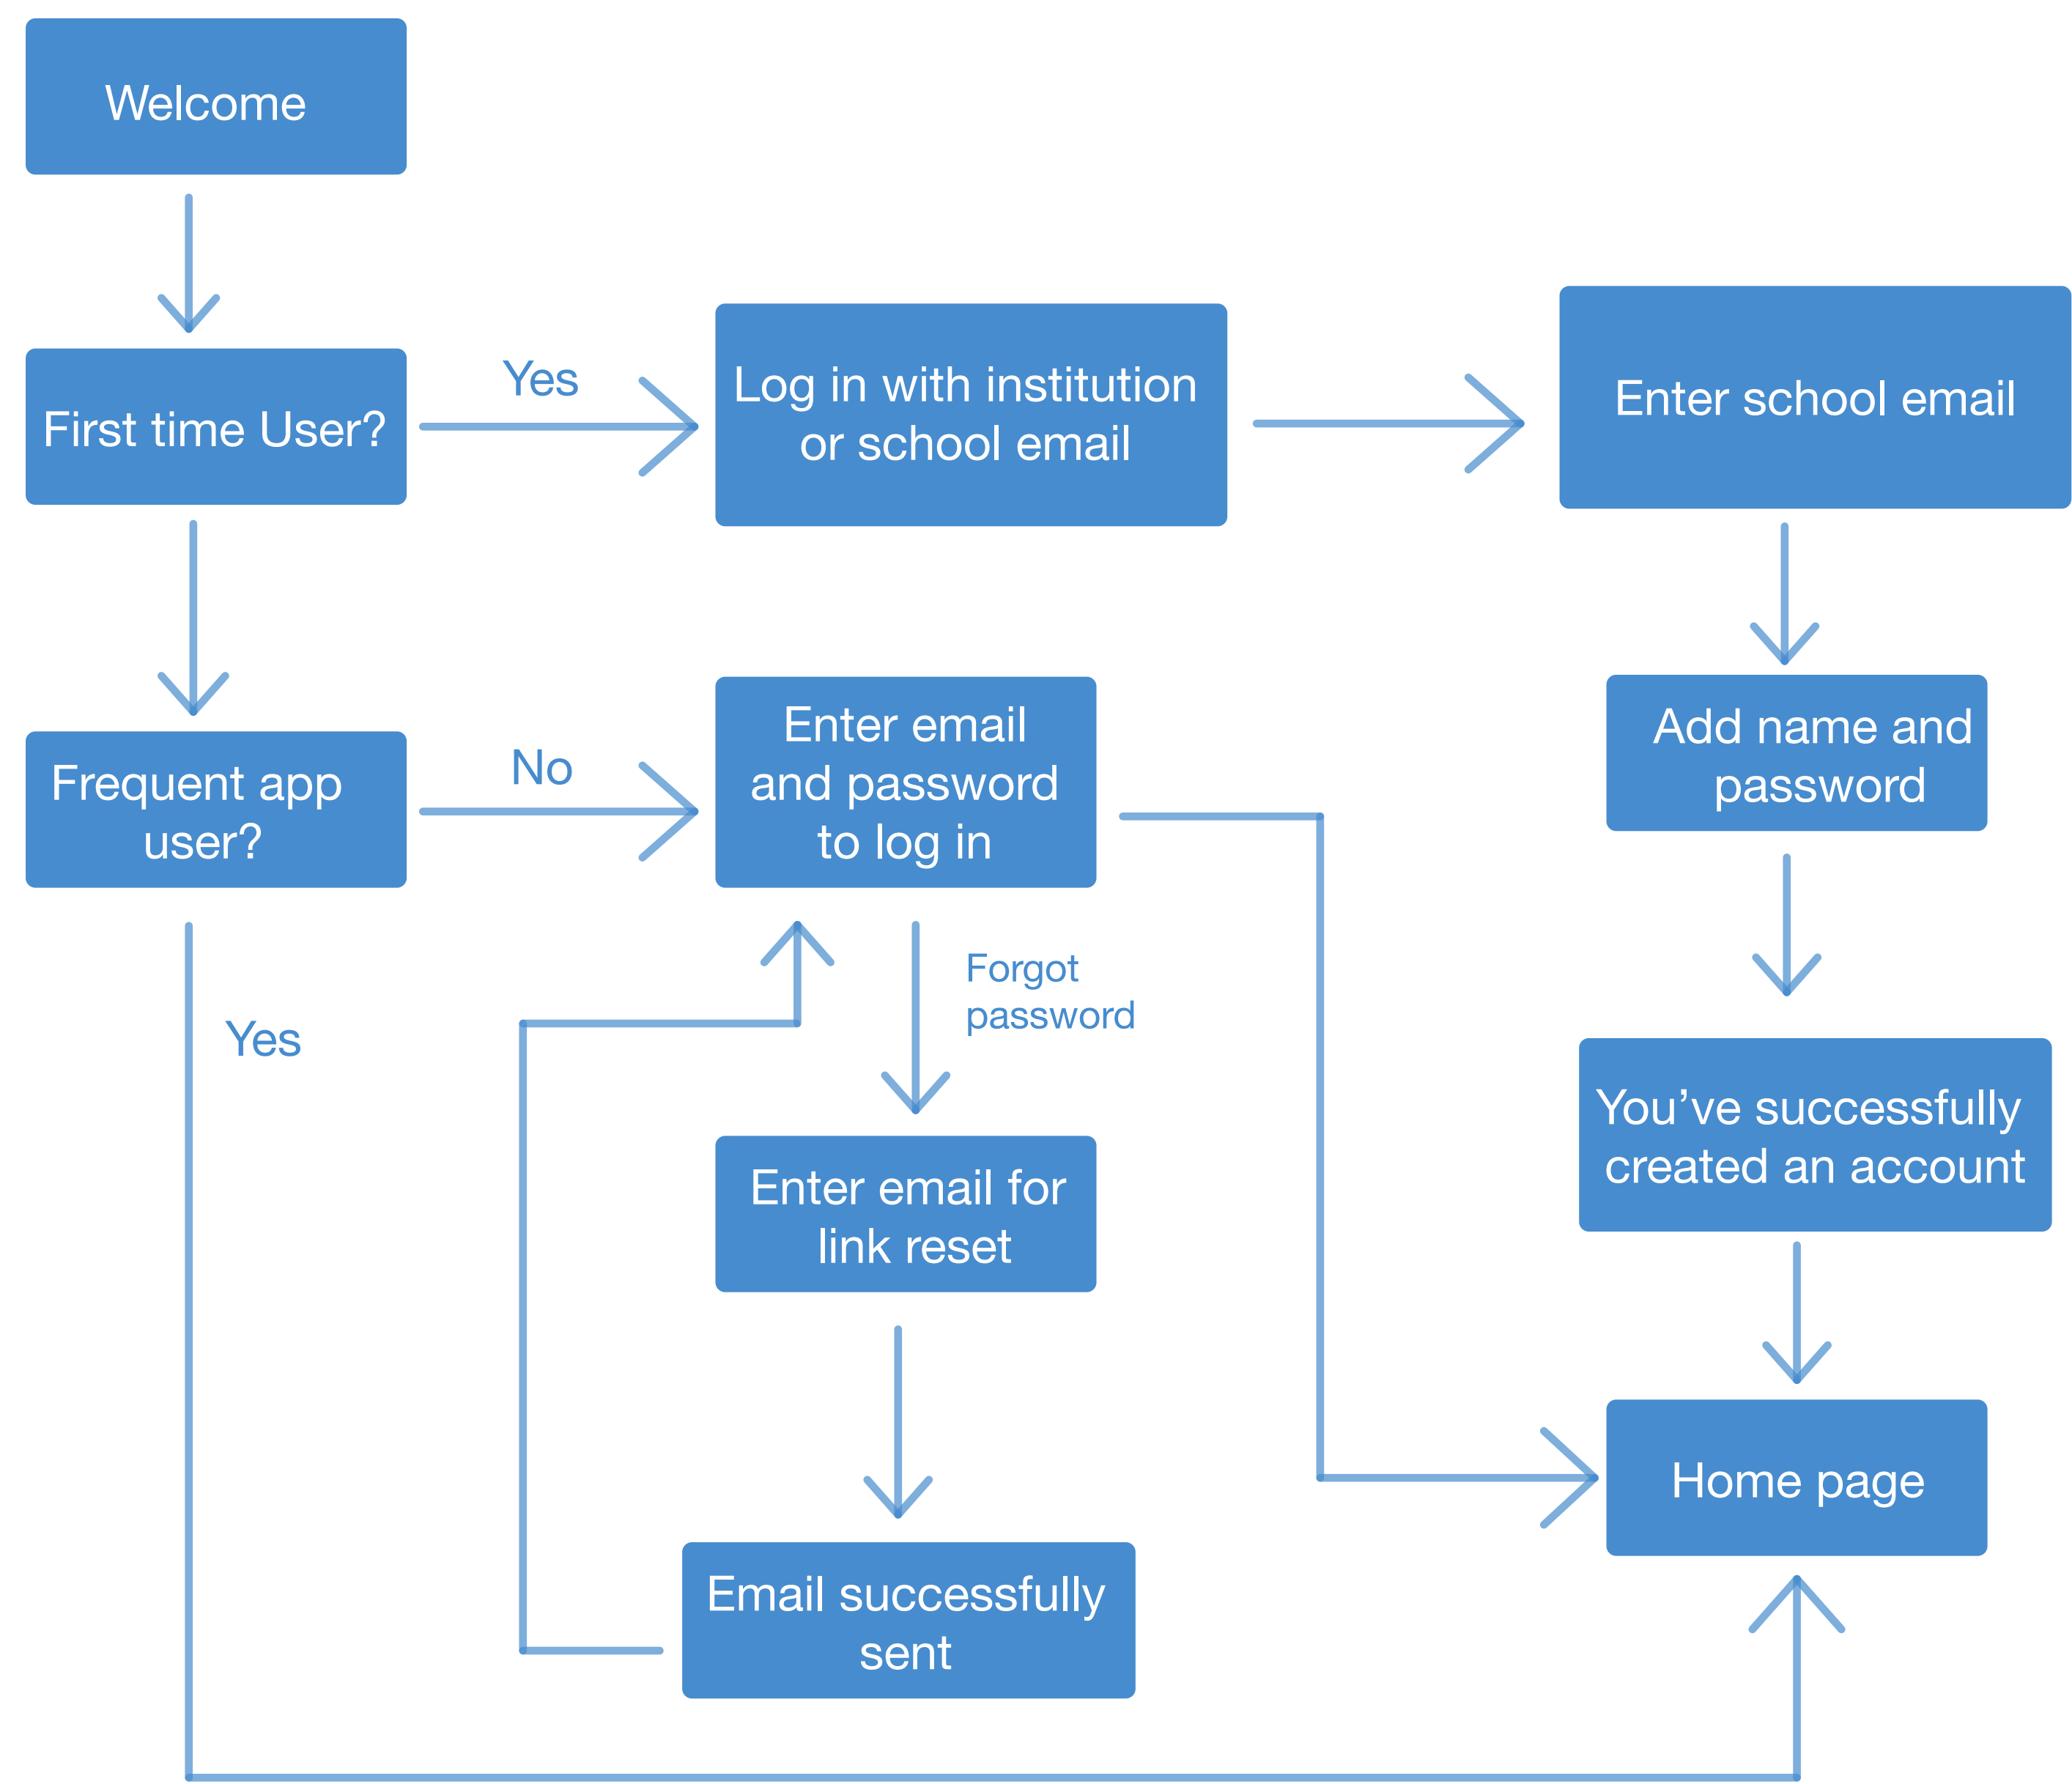 Welcome
First time User?
Yes
Log in with institution
or school email
Enter school email
Frequent app
user?
No
Enter email
and password
to log in
Add name and
password
Forgot
password
Yes
You’ve successfully
created an account
Enter email for
link reset
Home page
Email successfully
sent